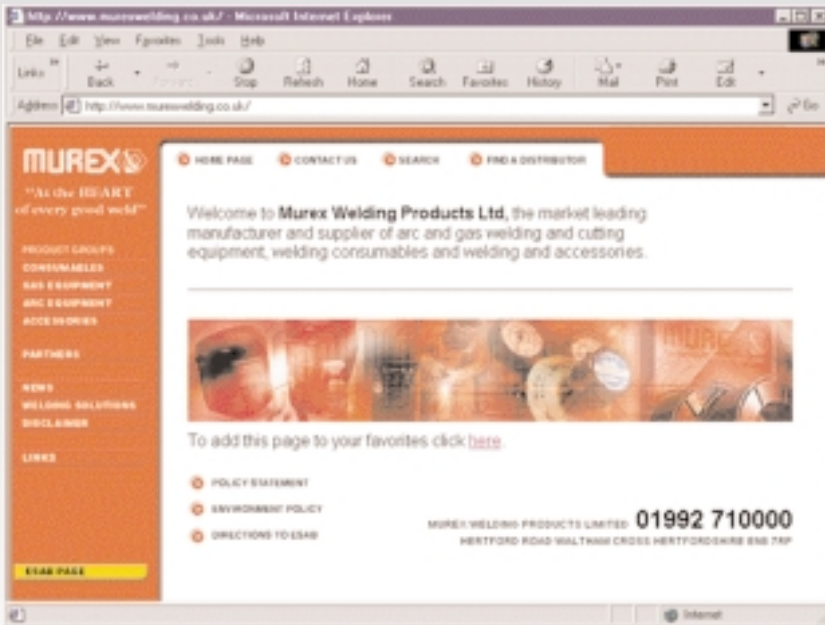 http://www.murexwelding.co.uk/ - Microsoft Internet Explorer
File Edit View Favorites Tools Help
Links Back Forward Stop Refresh Home Search Favorites History Mail Print Edit
Address http://www.murexwelding.co.uk/ Go
MUREX
"At the HEART
of every good weld"
HOME PAGE CONTACT US SEARCH FIND A DISTRIBUTOR
Welcome to Murex Welding Products Ltd, the market leading
manufacturer and supplier of arc and gas welding and cutting
equipment, welding consumables and welding and accessories.
PRODUCT GROUPS
CONSUMABLES
GAS EQUIPMENT
ARC EQUIPMENT
ACCESSORIES
PARTNERS
NEWS
WELDING SOLUTIONS
DISCLAIMER
LINKS
ESAB PAGE
MUREX
To add this page to your favorites click here.
POLICY STATEMENT
ENVIRONMENT POLICY
DIRECTIONS TO ESAB
MUREX WELDING PRODUCTS LIMITED 01992 710000
HERTFORD ROAD WALTHAM CROSS HERTFORDSHIRE EN8 7RP
Internet